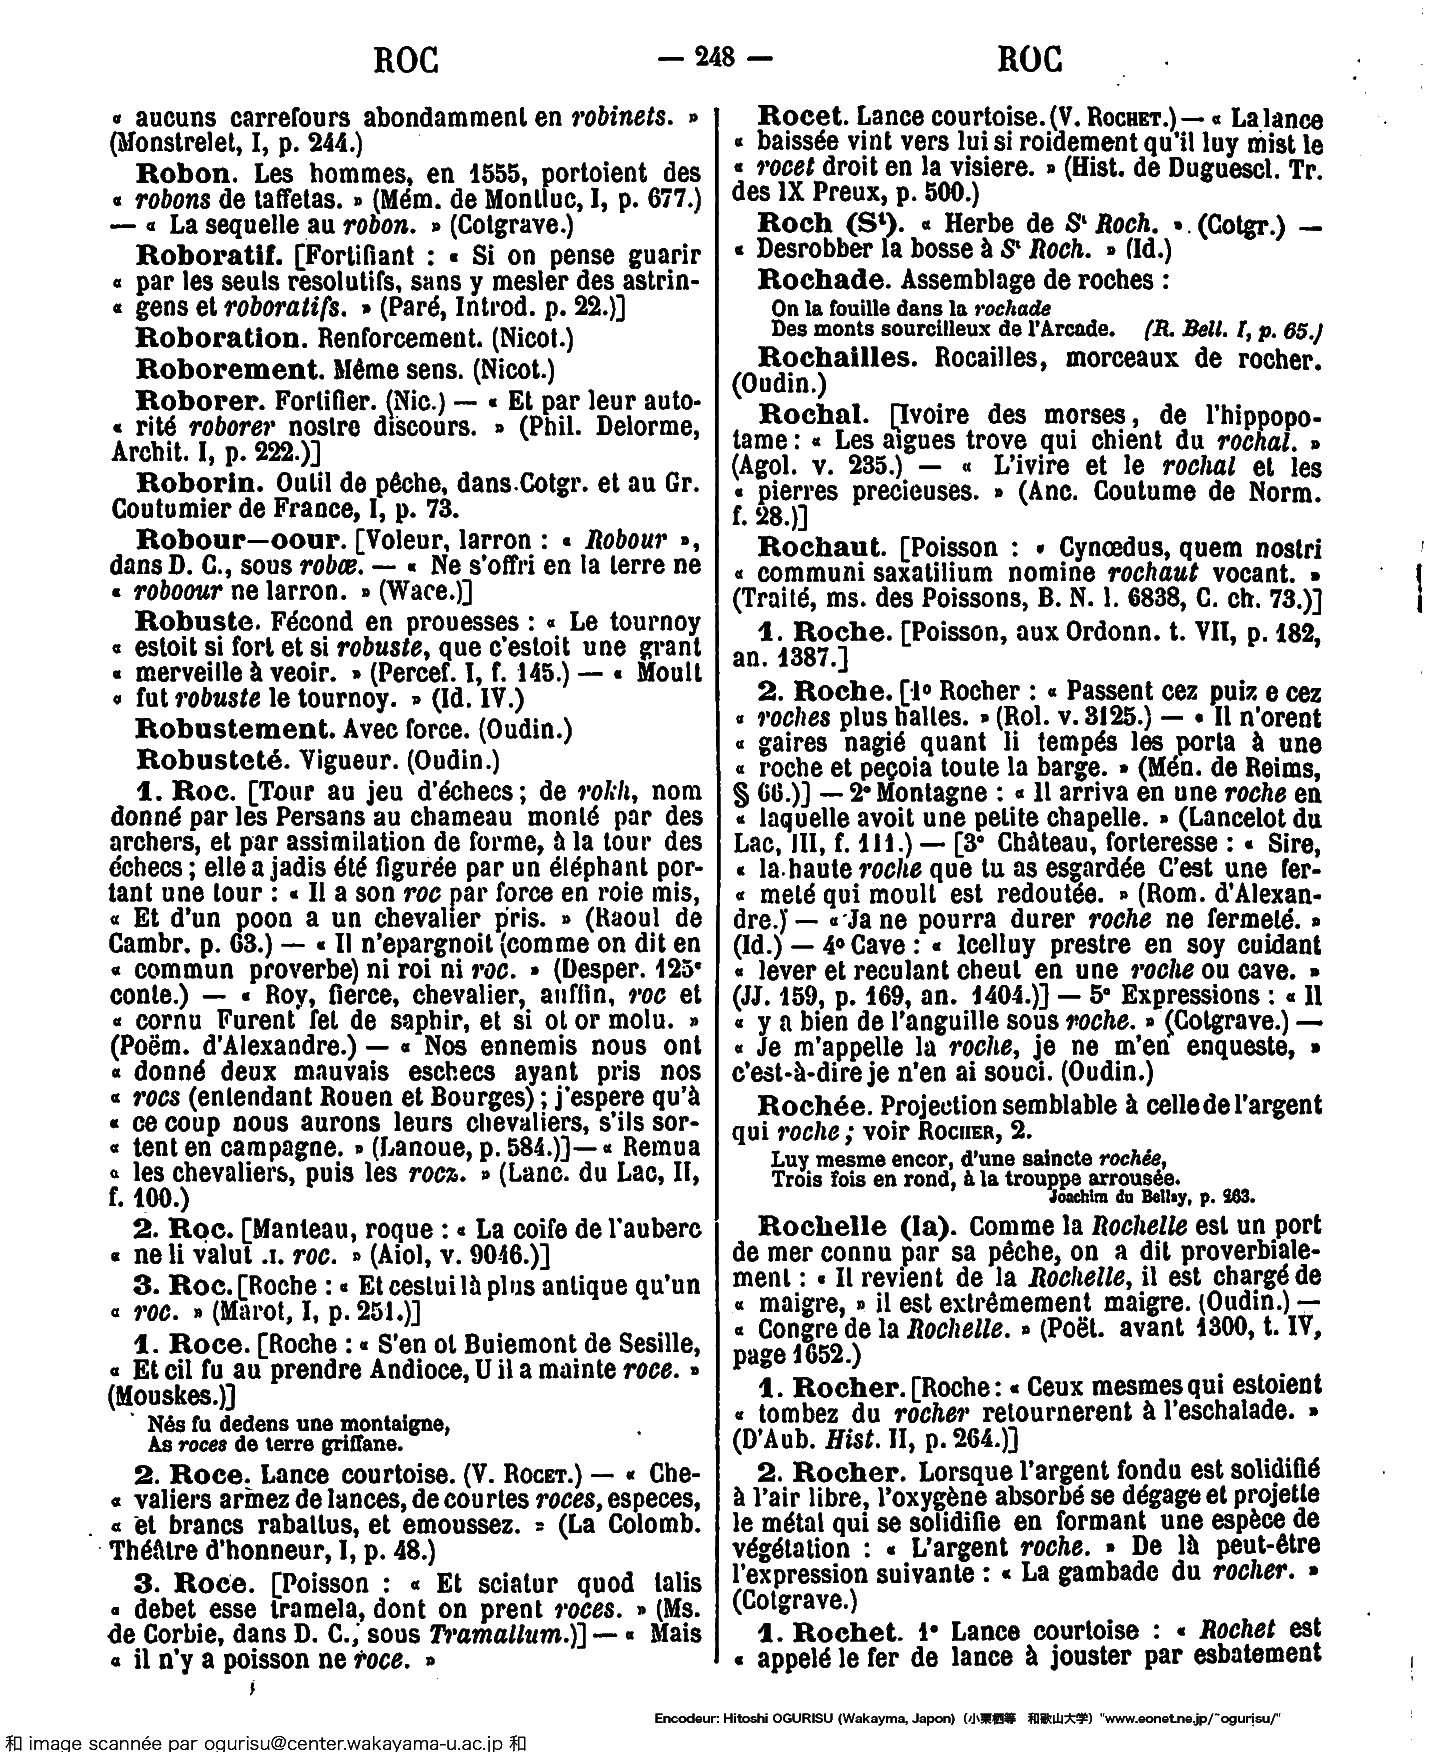 ROC
— 248 —
ROC
« aucuns carrefours abondamment en robinets. »
(Monstrelet, I, p. 244.)
Robon. Les hommes, en 1555, portoient des
« robons de taffetas. » (Mém. de Montluc, I, p. 677.)
— « La sequelle au robon. » (Cotgrave.)
Roboratif. [Fortifiant : « Si on pense guarir
« par les seuls resolutifs, sans y mesler des astrin-
« gens et roboratifs. » (Paré, Introd. p. 22.)]
Roboration. Renforcement. (Nicot.)
Roborement. Même sens. (Nicot.)
Roborer. Fortifier. (Nic.) — « Et par leur auto-
« rité roborer nostre discours. » (Phil. Delorme,
Archit. I, p. 222.)]
Roborin. Outil de pêche, dans Cotgr. et au Gr.
Coutumier de France, I, p. 73.
Robour—oour. [Voleur, larron : « Robour »,
dans D. C., sous robœ. — « Ne s'offri en la terre ne
« roboour ne larron. » (Wace.)]
Robuste. Fécond en prouesses : « Le tournoy
« estoit si fort et si robuste, que c'estoit une grant
« merveille à veoir. » (Percef. I, f. 145.) — « Moult
« fut robuste le tournoy. » (Id. IV.)
Robustement. Avec force. (Oudin.)
Robusteté. Vigueur. (Oudin.)
1. Roc. [Tour au jeu d'échecs ; de rokh, nom
donné par les Persans au chameau monté par des
archers, et par assimilation de forme, à la tour des
échecs ; elle a jadis été figurée par un éléphant por-
tant une tour : « Il a son roc par force en roie mis,
« Et d'un poon a un chevalier pris. » (Raoul de
Cambr. p. 63.) — « Il n'epargnoit (comme on dit en
« commun proverbe) ni roi ni roc. » (Desper. 125e
conte.) — « Roy, fierce, chevalier, auffin, roc et
« cornu Furent fet de saphir, et si ot or molu. »
(Poëm. d'Alexandre.) — « Nos ennemis nous ont
« donné deux mauvais eschecs ayant pris nos
« rocs (entendant Rouen et Bourges) ; j'espere qu'à
« ce coup nous aurons leurs chevaliers, s'ils sor-
« tent en campagne. » (Lanoue, p. 584.)] — « Remua
« les chevaliers, puis les rocz. » (Lanc. du Lac, II,
f. 100.)
2. Roc. [Manteau, roque : « La coife de l'auberc
« ne li valut .I. roc. » (Aiol, v. 9046.)]
3. Roc. [Roche : « Et cestui là plus antique qu'un
« roc. » (Marot, I, p. 251.)]
1. Roce. [Roche : « S'en ot Buiemont de Sesille,
« Et cil fu au prendre Andioce, U il a mainte roce. »
(Mouskes.)]
Nés fu dedens une montaigne,
As roces de terre griffane.
2. Roce. Lance courtoise. (V. ROCET.) — « Che-
« valiers armez de lances, de courtes roces, especes,
« et brancs rabattus, et emoussez. » (La Colomb.
Théâtre d'honneur, I, p. 48.)
3. Roce. [Poisson : « Et sciatur quod talis
« debet esse tramela, dont on prent roces. » (Ms.
de Corbie, dans D. C., sous Tramallum.)] — « Mais
« il n'y a poisson ne roce. »
Rocet. Lance courtoise. (V. ROCHET.) — « La lance
« baissée vint vers lui si roidement qu'il luy mist le
« rocet droit en la visiere. » (Hist. de Duguescl. Tr.
des IX Preux, p. 500.)
Roch (St). « Herbe de St Roch. » (Cotgr.) —
« Desrobber la bosse à St Roch. » (Id.)
Rochade. Assemblage de roches :
On la fouille dans la rochade
Des monts sourcilleux de l'Arcade. (R. Bell. I, p. 65.)
Rochailles. Rocailles, morceaux de rocher.
(Oudin.)
Rochal. [Ivoire des morses, de l'hippopo-
tame : « Les aigues trove qui chient du rochal. »
(Agol. v. 235.) — « L'ivire et le rochal et les
« pierres precieuses. » (Anc. Coutume de Norm.
f. 28.)]
Rochaut. [Poisson : « Cynœdus, quem nostri
« communi saxatilium nomine rochaut vocant. »
(Traité, ms. des Poissons, B. N. l. 6838, C. ch. 73.)]
1. Roche. [Poisson, aux Ordonn. t. VII, p. 182,
an. 1387.]
2. Roche. [1° Rocher : « Passent cez puiz e cez
« roches plus haltes. » (Rol. v. 3125.) — « Il n'orent
« gaires nagié quant li tempés les porta à une
« roche et peçoia toute la barge. » (Mén. de Reims,
§ 66.)] — 2° Montagne : « Il arriva en une roche en
« laquelle avoit une petite chapelle. » (Lancelot du
Lac, III, f. 111.) — [3° Château, forteresse : « Sire,
« la haute roche que tu as esgardée C'est une fer-
« meté qui moult est redoutée. » (Rom. d'Alexan-
dre.) — « Ja ne pourra durer roche ne fermeté. »
(Id.) — 4° Cave : « Icelluy prestre en soy cuidant
« lever et reculant cheut en une roche ou cave. »
(JJ. 159, p. 169, an. 1404.)] — 5° Expressions : « Il
« y a bien de l'anguille sous roche. » (Cotgrave.) —
« Je m'appelle la roche, je ne m'en enqueste, »
c'est-à-dire je n'en ai souci. (Oudin.)
Rochée. Projection semblable à celle de l'argent
qui roche ; voir ROCHER, 2.
Luy mesme encor, d'une saincte rochée,
Trois fois en rond, à la trouppe arrousée.
Joachim du Bellay, p. 263.
Rochelle (la). Comme la Rochelle est un port
de mer connu par sa pêche, on a dit proverbiale-
ment : « Il revient de la Rochelle, il est chargé de
« maigre, » il est extrêmement maigre. (Oudin.) —
« Congre de la Rochelle. » (Poët. avant 1300, t. IV,
page 1652.)
1. Rocher. [Roche : « Ceux mesmes qui estoient
« tombez du rocher retournerent à l'eschalade. »
(D'Aub. Hist. II, p. 264.)]
2. Rocher. Lorsque l'argent fondu est solidifié
à l'air libre, l'oxygène absorbé se dégage et projette
le métal qui se solidifie en formant une espèce de
végétation : « L'argent roche. » De là peut-être
l'expression suivante : « La gambade du rocher. »
(Cotgrave.)
1. Rochet. 1° Lance courtoise : « Rochet est
« appelé le fer de lance à jouster par esbatement
Encodeur: Hitoshi OGURISU (Wakayma, Japon) (小栗栖等 和歌山大学) "www.eonet.ne.jp/~ogurisu/"
和 image scannée par ogurisu@center.wakayama-u.ac.jp 和